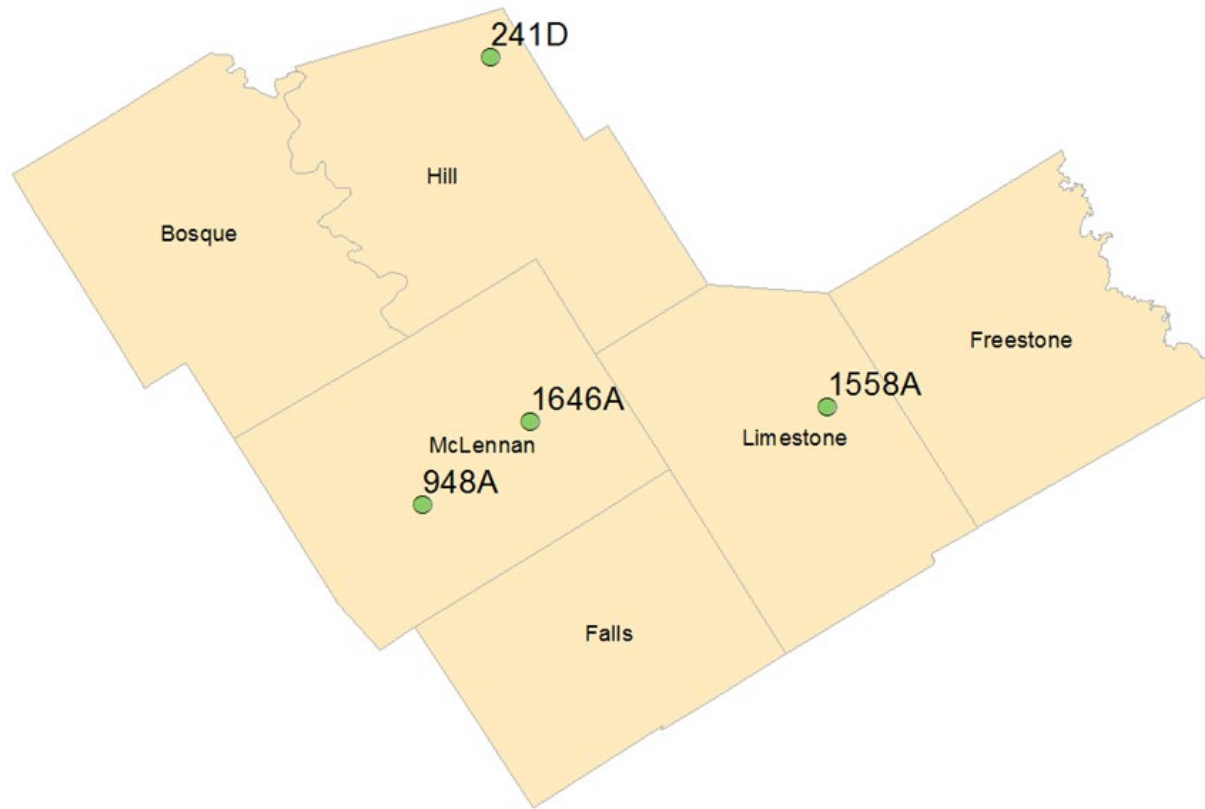 241D
Hill
Bosque
Freestone
1558A
1646A
Limestone
McLennan
948A
Falls